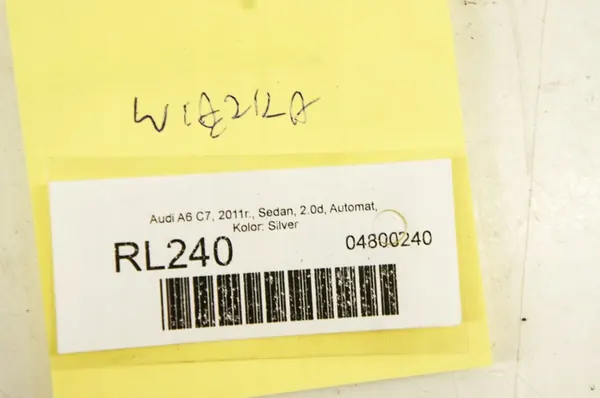 WIĄZKA
Audi A6 C7, 2011r., Sedan, 2.0d, Automat,
Kolor: Silver
RL240
04800240